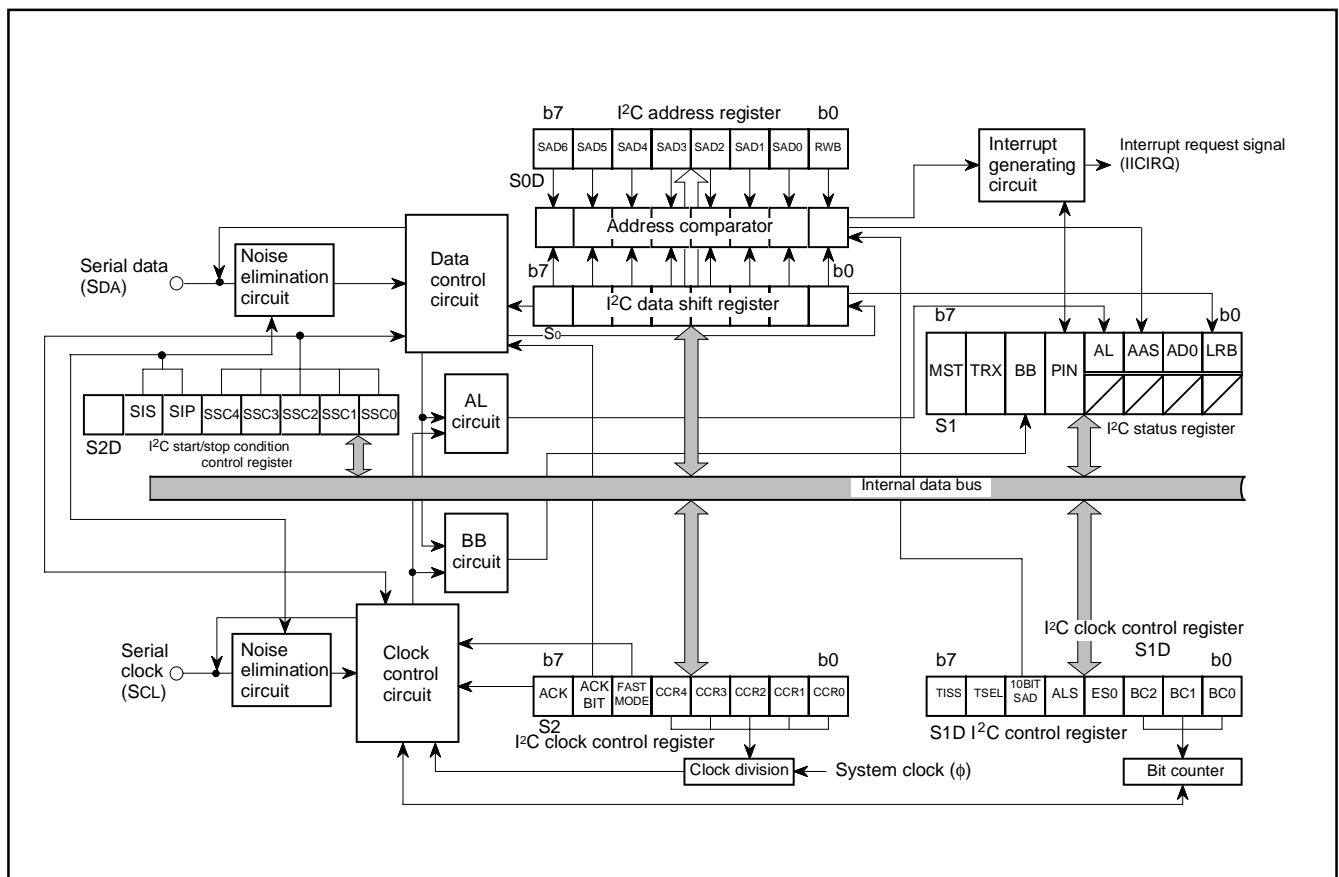 b7 I²C address register b0
SAD6 SAD5 SAD4 SAD3 SAD2 SAD1 SAD0 RWB
S0D
Interrupt
generating
circuit
Interrupt request signal
(IICIRQ)
Address comparator
Serial data
(SDA)
Noise
elimination
circuit
Data
control
circuit
b7 b0
I²C data shift register
S0
b7 b0
MST TRX BB PIN AL AAS AD0 LRB
S1
I²C status register
SIS SIP SSC4 SSC3 SSC2 SSC1 SSC0
S2D
I²C start/stop condition
control register
AL
circuit
Internal data bus
BB
circuit
Serial
clock
(SCL)
Noise
elimination
circuit
Clock
control
circuit
b7 b0
ACK
ACK
BIT
FAST
MODE
CCR4 CCR3 CCR2 CCR1 CCR0
S2
I²C clock control register
Clock division
System clock (ϕ)
I²C clock control register
S1D
b7 b0
TISS TSEL
10BIT
SAD
ALS ES0 BC2 BC1 BC0
S1D I²C control register
Bit counter